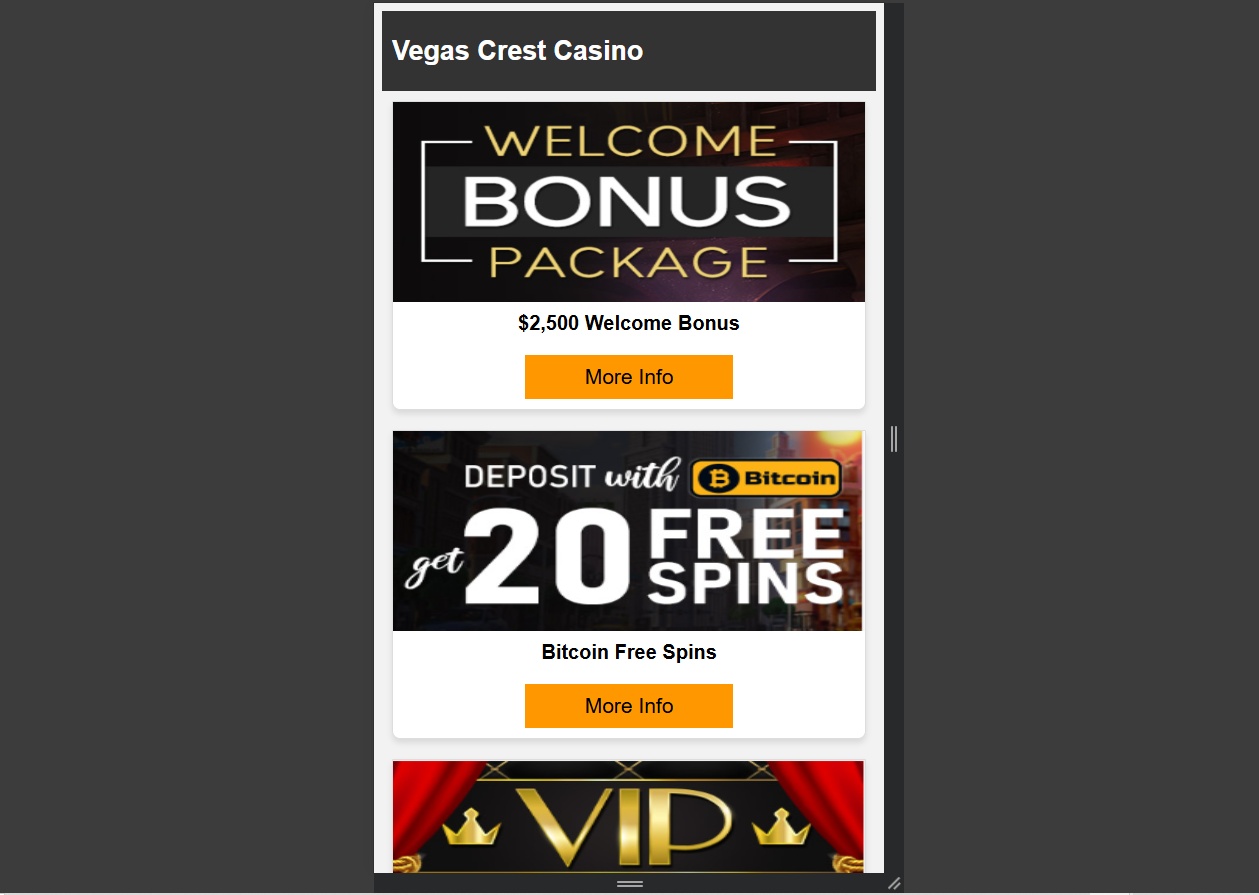 Vegas Crest Casino
WELCOME
BONUS
PACKAGE
$2,500 Welcome Bonus
More Info
DEPOSIT with Bitcoin
get 20 FREE
SPINS
Bitcoin Free Spins
More Info
VIP